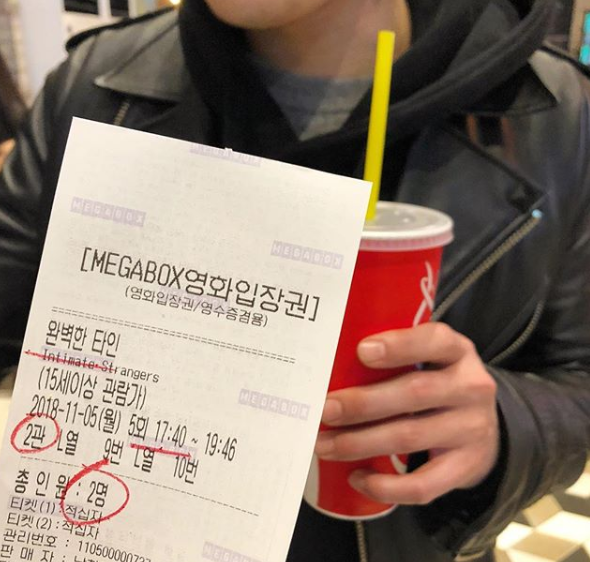 MEGABOX
MEGABOX
[MEGABOX영화입장권]
(영화입장권/영수증겸용)
완벽한 타인
Intimate Strangers
(15세이상 관람가)
MEGABOX
2018-11-05(월) 5회 17:40 ~ 19:46
2관 L열 9번 L열 10번
총 인 원 : 2명
티켓(1) : 적십자
티켓(2) : 적십자
관리번호 : 110500000
판 매 자 :
MEGABOX